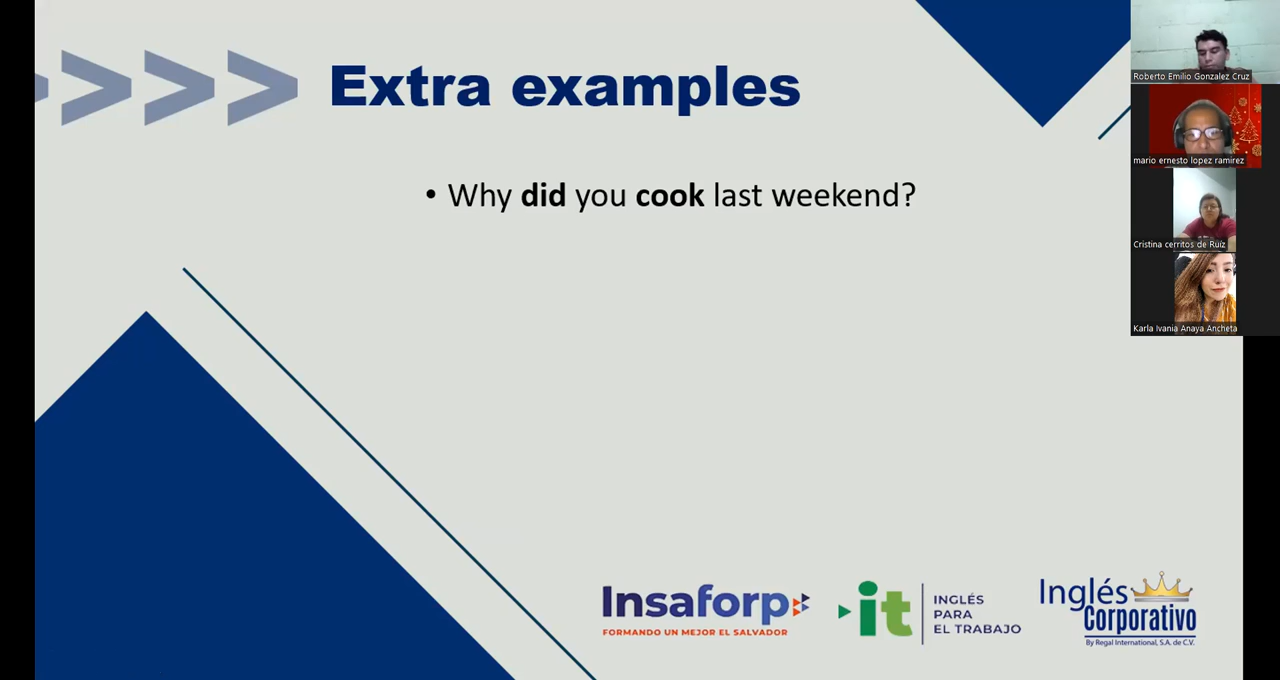 Extra examples
• Why did you cook last weekend?
Roberto Emilio Gonzalez Cruz
mario ernesto lopez ramirez
Cristina cerritos de Ruíz
Karla Ivania Anaya Ancheta
Insaforp
FORMANDO UN MEJOR EL SALVADOR
it
INGLÉS
PARA
EL TRABAJO
Inglés
Corporativo
By Regal International, S.A. de C.V.